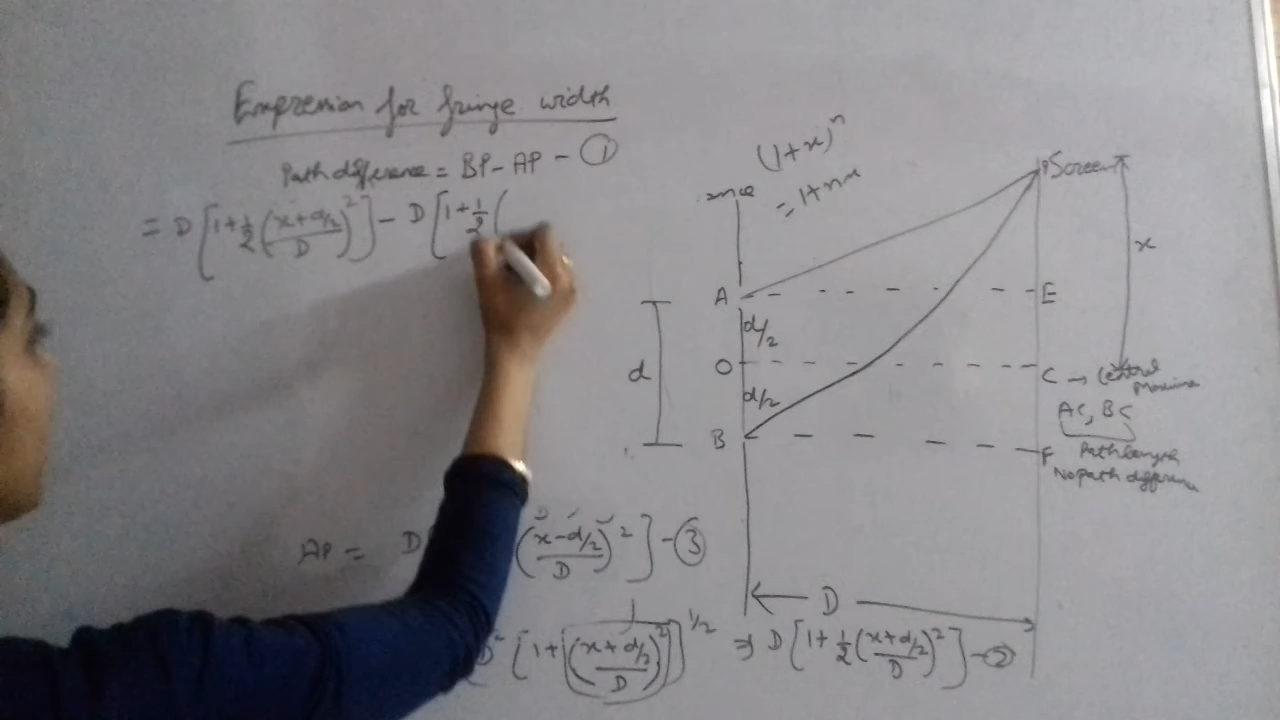 Expression for fringe width
Path difference = BP - AP - ①
= D [1 + 1/2 ((x + d/2)/D)²] - D [1 + 1/2 (
(1+x)ⁿ
= 1 + nx
P Screen
x
A
E
d/2
d
O
C → Central Maxima
d/2
AC, BC
B
F
Path length
No path difference
AP = D
((x - d/2)/D)²] - ③
D
D² [1 + ((x + d/2)/D)²]^1/2 ⇒ D [1 + 1/2 ((x + d/2)/D)²] - ②